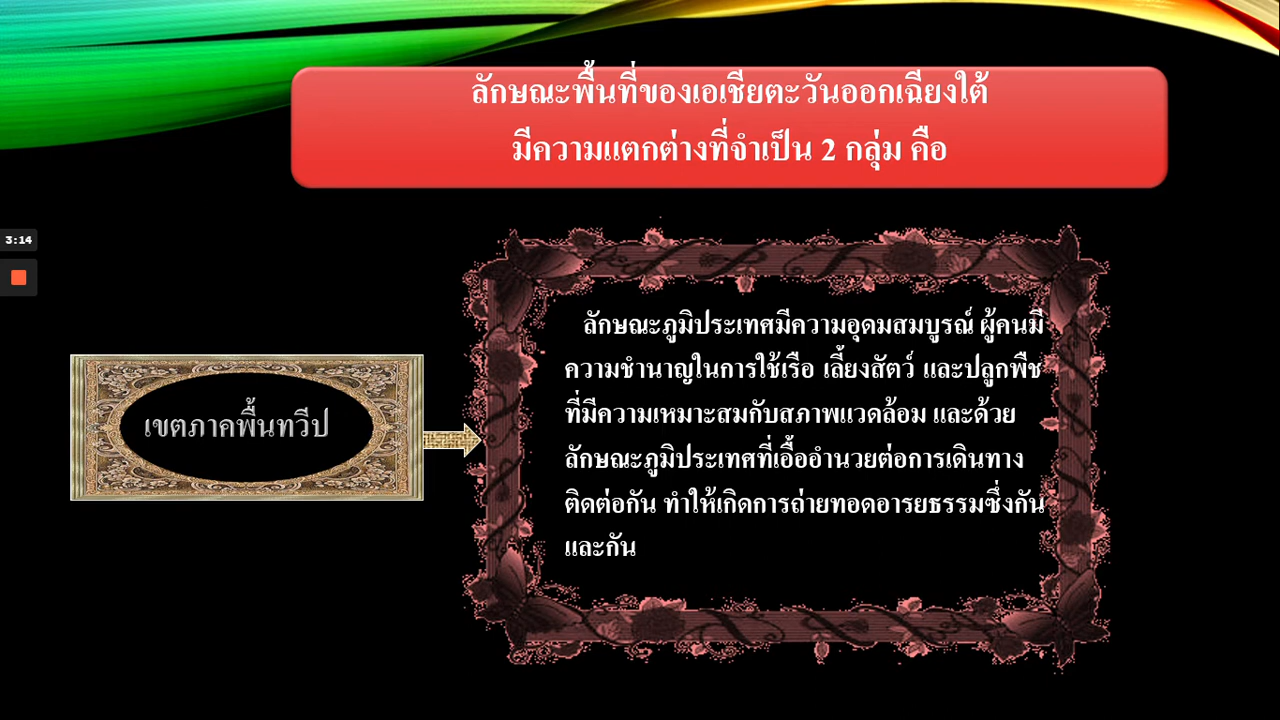 ลักษณะพื้นที่ของเอเชียตะวันออกเฉียงใต้
มีความแตกต่างที่จำเป็น 2 กลุ่ม คือ
3:14
เขตภาคพื้นทวีป
ลักษณะภูมิประเทศมีความอุดมสมบูรณ์ ผู้คนมี
ความชำนาญในการใช้เรือ เลี้ยงสัตว์ และปลูกพืช
ที่มีความเหมาะสมกับสภาพแวดล้อม และด้วย
ลักษณะภูมิประเทศที่เอื้ออำนวยต่อการเดินทาง
ติดต่อกัน ทำให้เกิดการถ่ายทอดอารยธรรมซึ่งกัน
และกัน